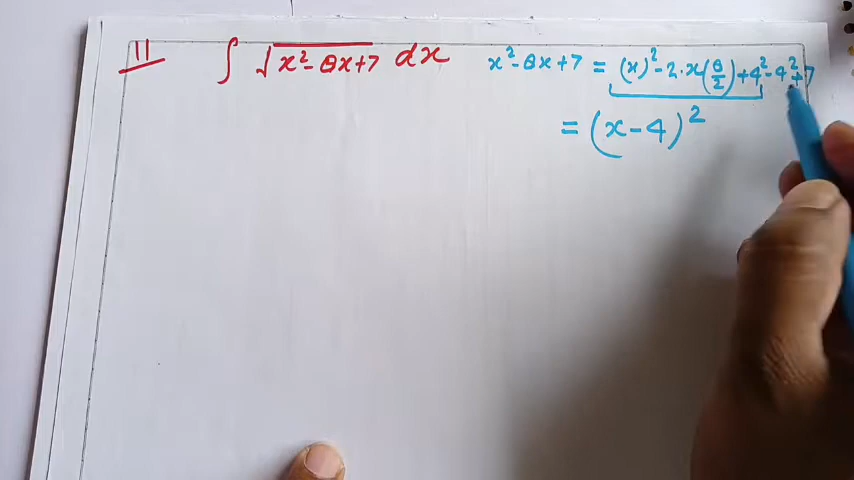 11 ∫ √(x² - 8x + 7) dx x² - 8x + 7 = (x)² - 2·x(8/2) + 4² - 4² + 7
= (x - 4)²